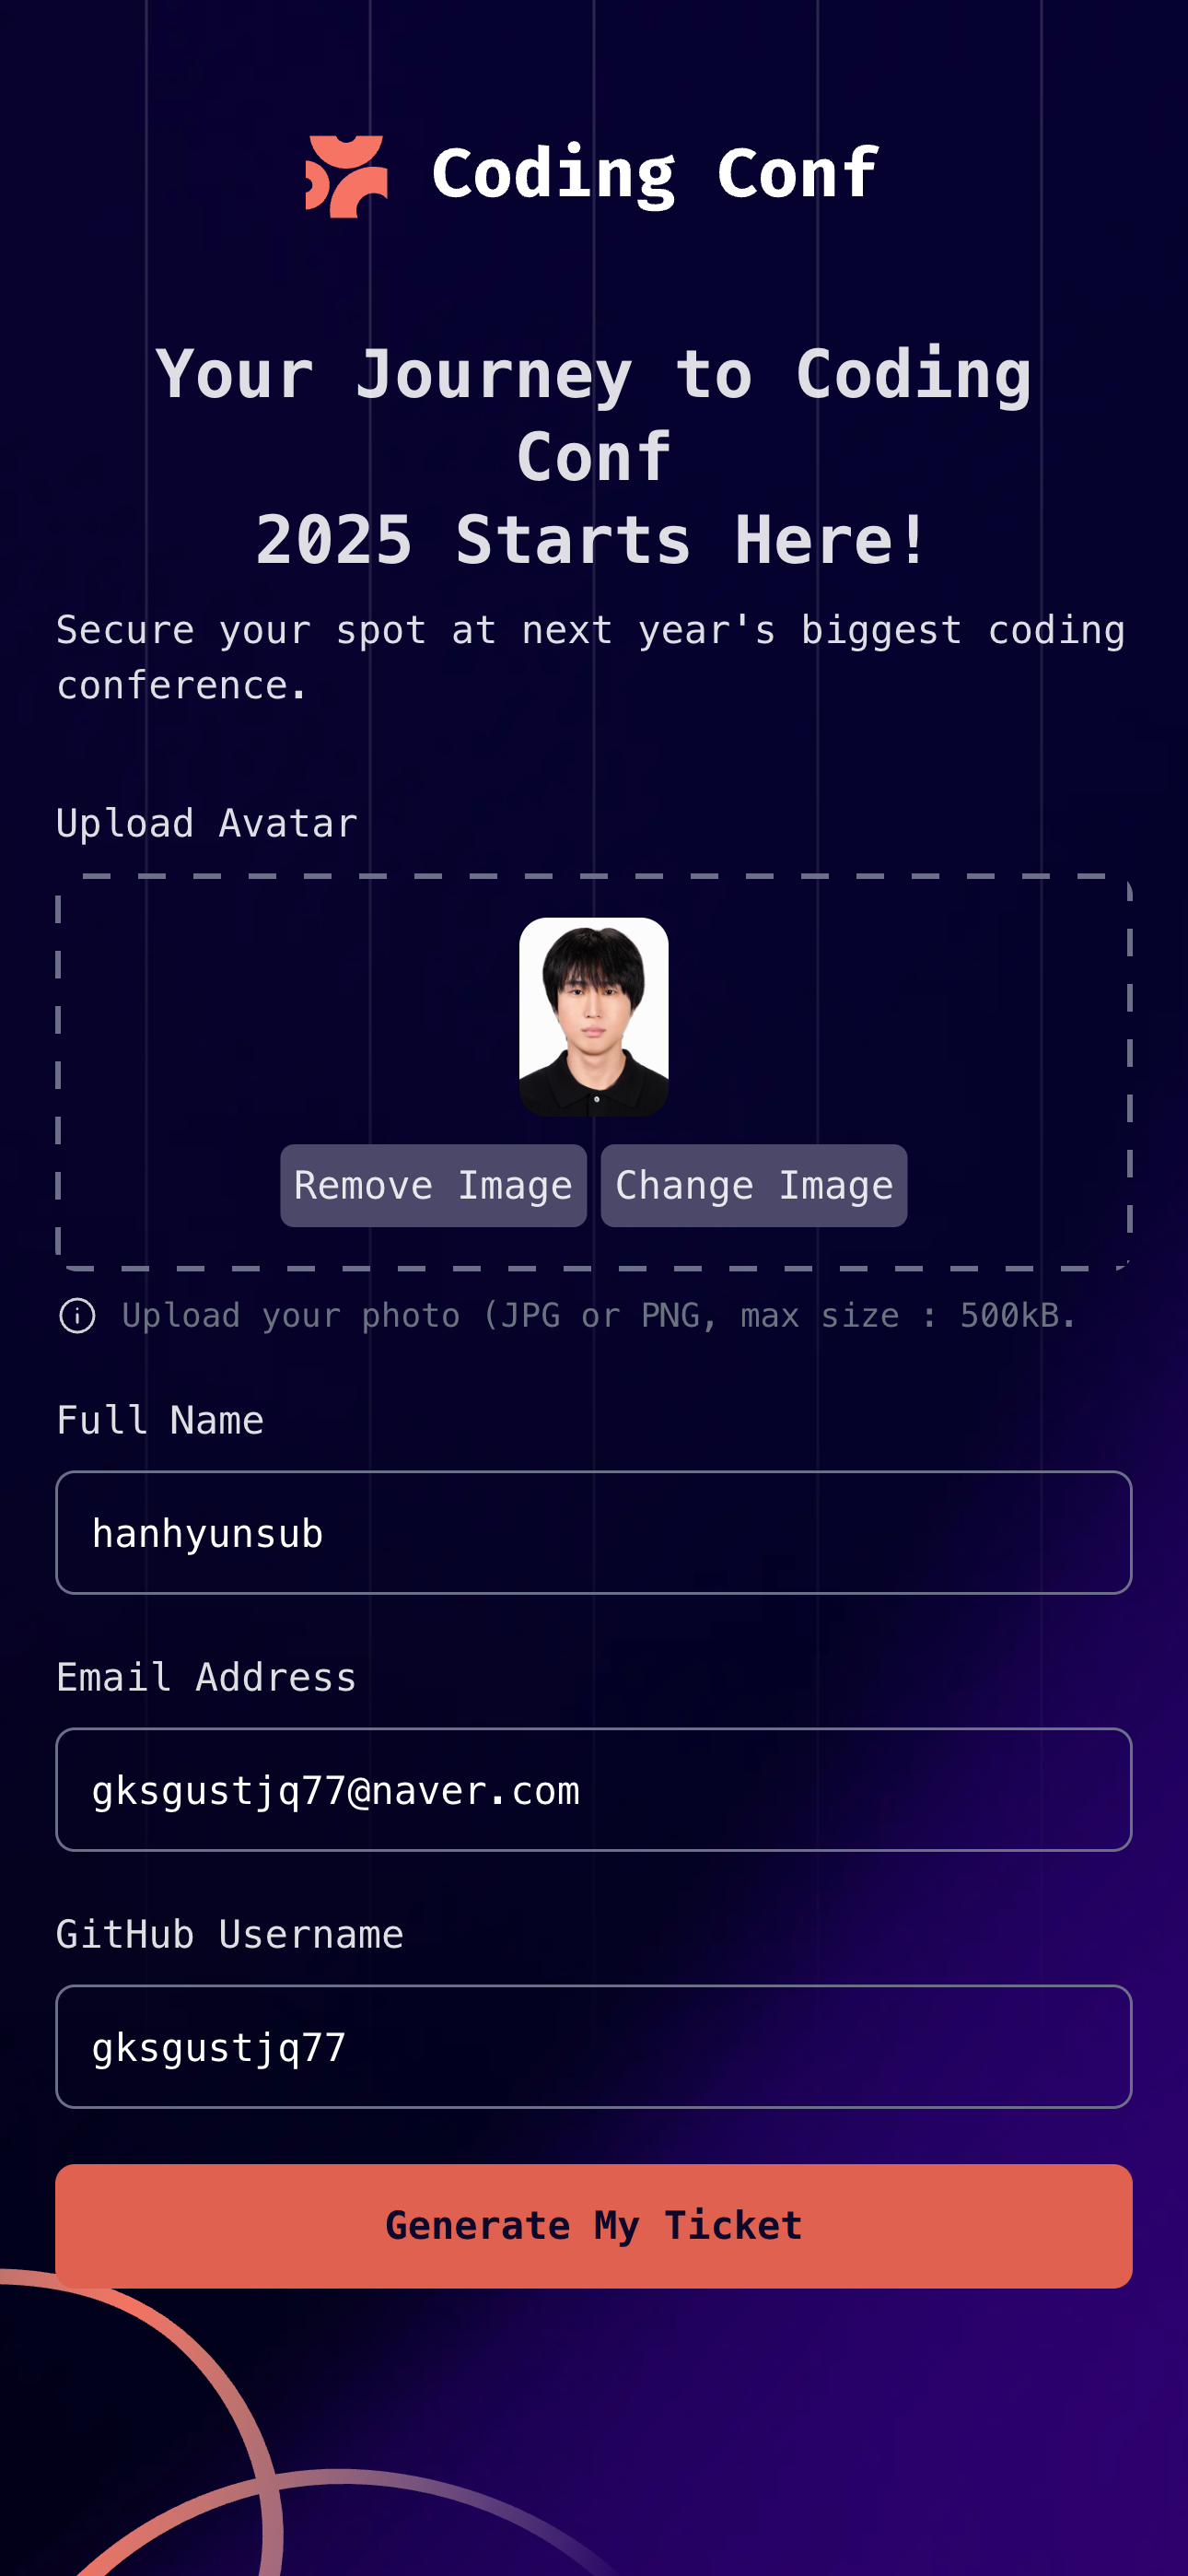 Coding Conf
Your Journey to Coding
Conf
2025 Starts Here!
Secure your spot at next year's biggest coding
conference.
Upload Avatar
Remove Image Change Image
Upload your photo (JPG or PNG, max size : 500kB.
Full Name
hanhyunsub
Email Address
gksgustjq77@naver.com
GitHub Username
gksgustjq77
Generate My Ticket